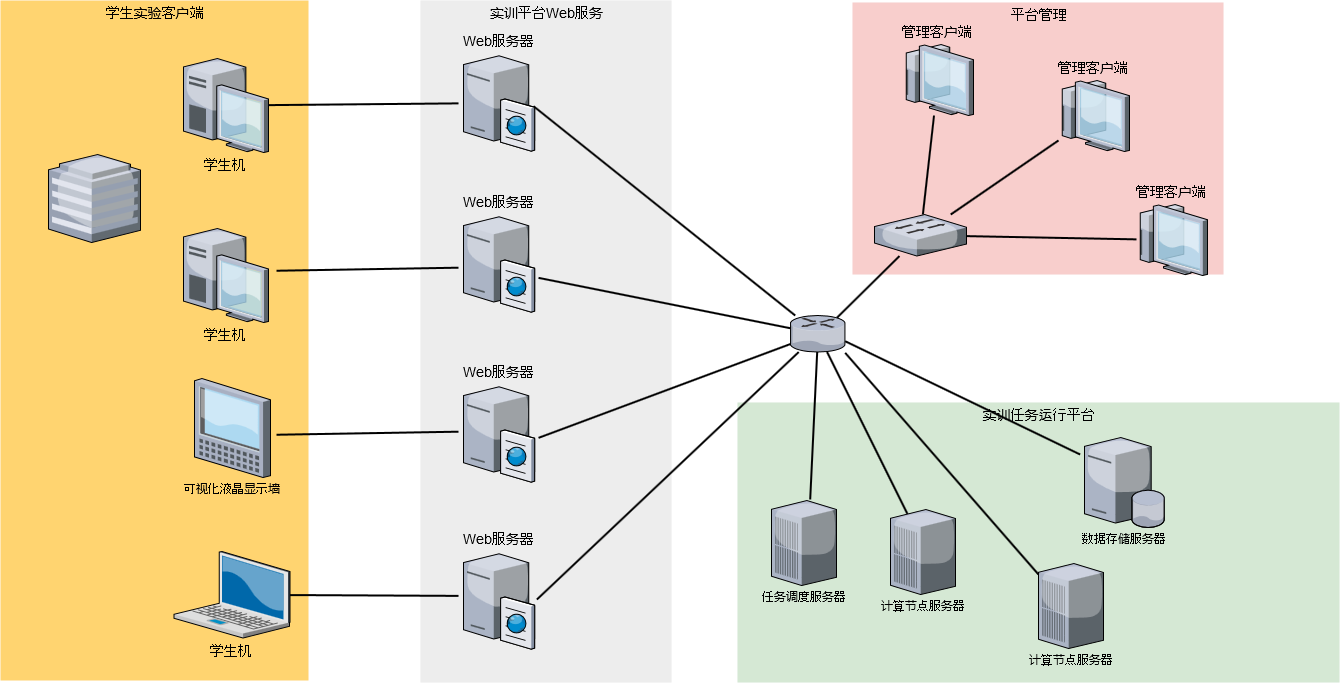 学生实验客户端
学生机
学生机
可视化液晶显示墙
学生机
实训平台Web服务
Web服务器
Web服务器
Web服务器
Web服务器
平台管理
管理客户端
管理客户端
管理客户端
实训任务运行平台
数据存储服务器
任务调度服务器
计算节点服务器
计算节点服务器